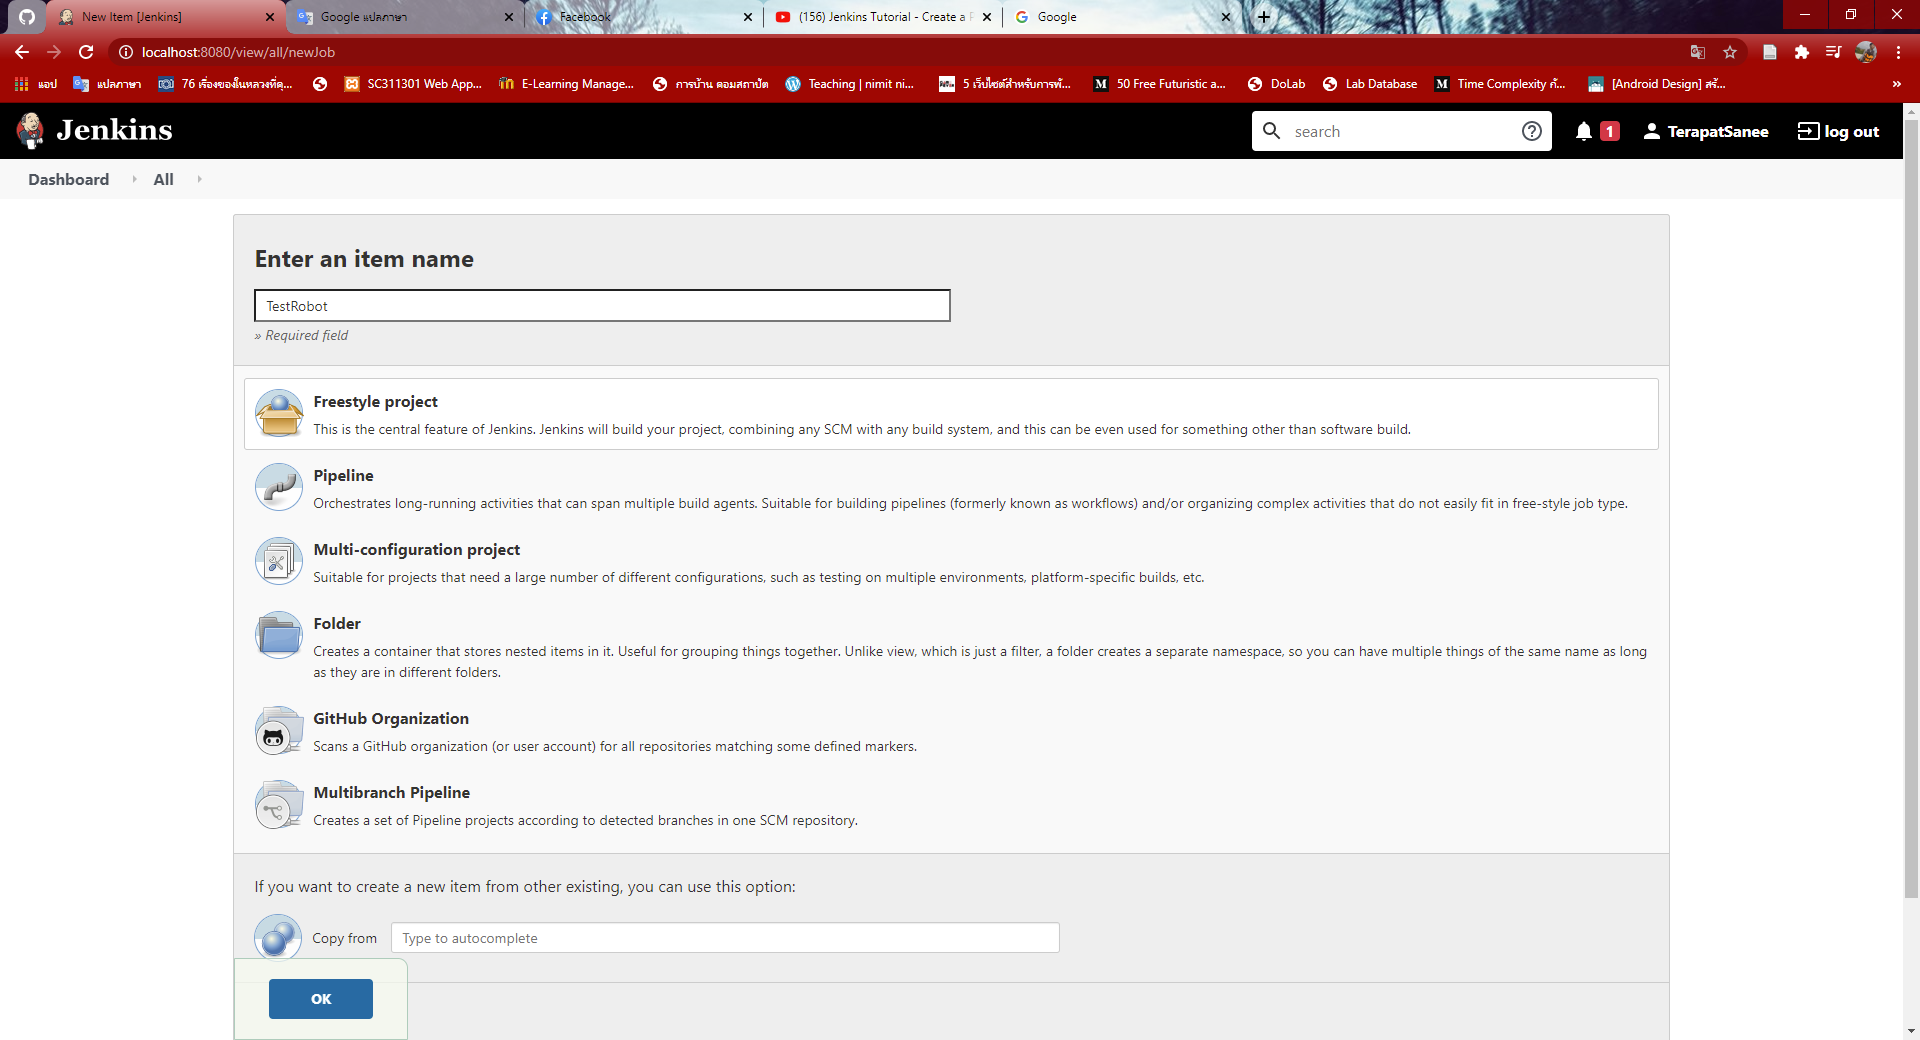 New Item [Jenkins]
Google แปลภาษา
Facebook
(156) Jenkins Tutorial - Create a F
Google
localhost:8080/view/all/newJob
แอป
แปลภาษา
76 เรื่องของในหลวงที่คุ...
SC311301 Web App...
E-Learning Manage...
การบ้าน คอมสถาปัต
Teaching | nimit ni...
5 เว็บไซต์สำหรับการพั...
50 Free Futuristic a...
DoLab
Lab Database
Time Complexity คั...
[Android Design] สร้...
»
Jenkins
search
1
TerapatSanee
log out
Dashboard
All
Enter an item name
TestRobot
» Required field
Freestyle project
This is the central feature of Jenkins. Jenkins will build your project, combining any SCM with any build system, and this can be even used for something other than software build.
Pipeline
Orchestrates long-running activities that can span multiple build agents. Suitable for building pipelines (formerly known as workflows) and/or organizing complex activities that do not easily fit in free-style job type.
Multi-configuration project
Suitable for projects that need a large number of different configurations, such as testing on multiple environments, platform-specific builds, etc.
Folder
Creates a container that stores nested items in it. Useful for grouping things together. Unlike view, which is just a filter, a folder creates a separate namespace, so you can have multiple things of the same name as long
as they are in different folders.
GitHub Organization
Scans a GitHub organization (or user account) for all repositories matching some defined markers.
Multibranch Pipeline
Creates a set of Pipeline projects according to detected branches in one SCM repository.
If you want to create a new item from other existing, you can use this option:
Copy from
Type to autocomplete
OK